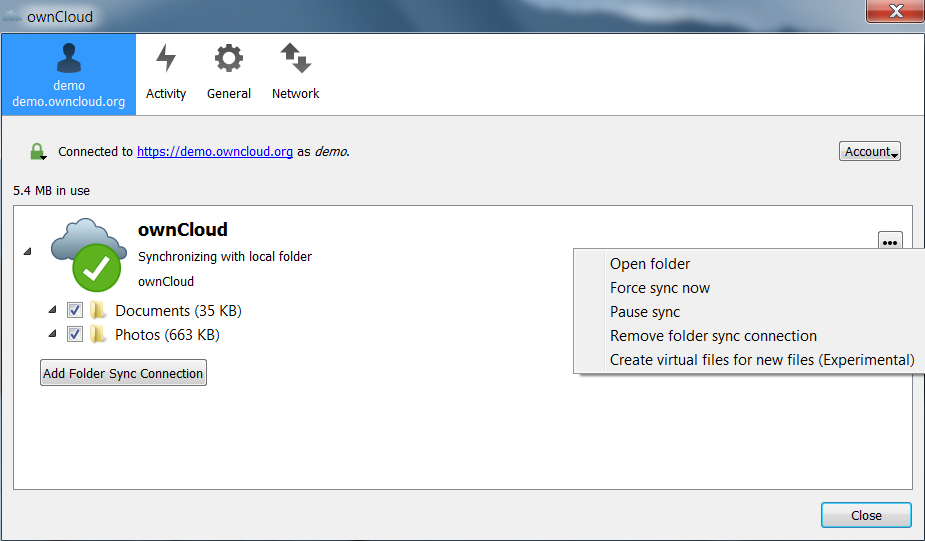 ownCloud
demo
demo.owncloud.org
Activity
General
Network
Connected to https://demo.owncloud.org as demo.
Account
5.4 MB in use
ownCloud
Synchronizing with local folder
ownCloud
...
Open folder
Force sync now
Pause sync
Remove folder sync connection
Create virtual files for new files (Experimental)
Documents (35 KB)
Photos (663 KB)
Add Folder Sync Connection
Close